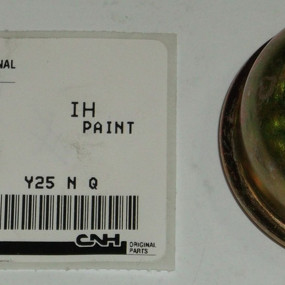 NAL
IH
PAINT
Y25 N Q
CNH ORIGINAL
PARTS